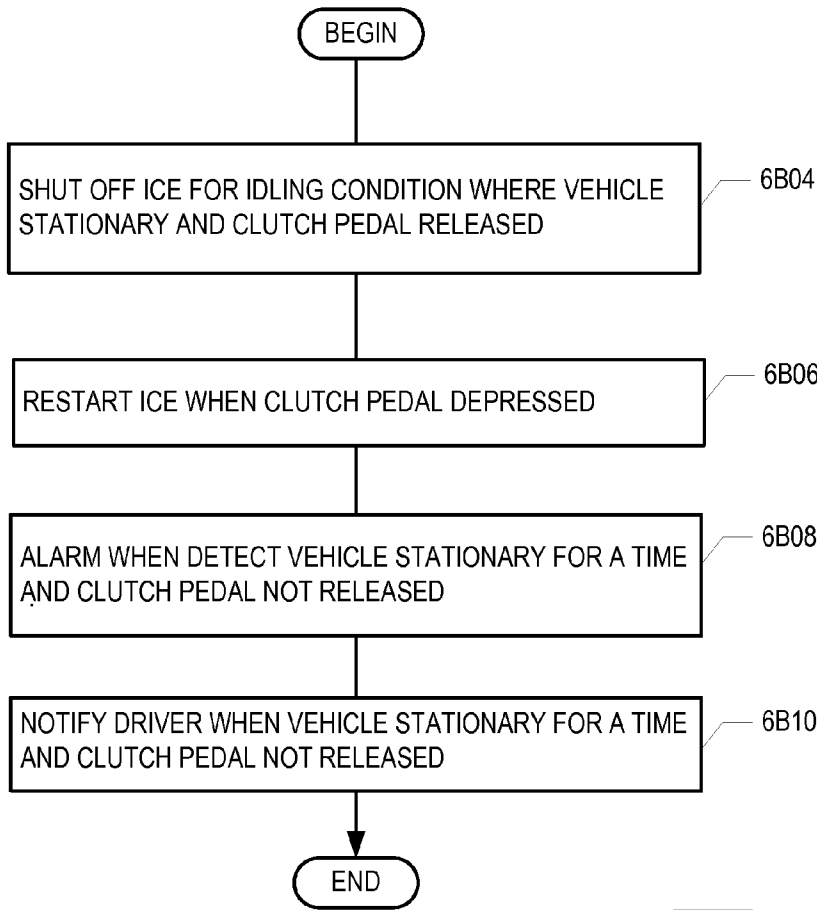 BEGIN
SHUT OFF ICE FOR IDLING CONDITION WHERE VEHICLE
STATIONARY AND CLUTCH PEDAL RELEASED
6B04
RESTART ICE WHEN CLUTCH PEDAL DEPRESSED
6B06
ALARM WHEN DETECT VEHICLE STATIONARY FOR A TIME
AND CLUTCH PEDAL NOT RELEASED
6B08
NOTIFY DRIVER WHEN VEHICLE STATIONARY FOR A TIME
AND CLUTCH PEDAL NOT RELEASED
6B10
END